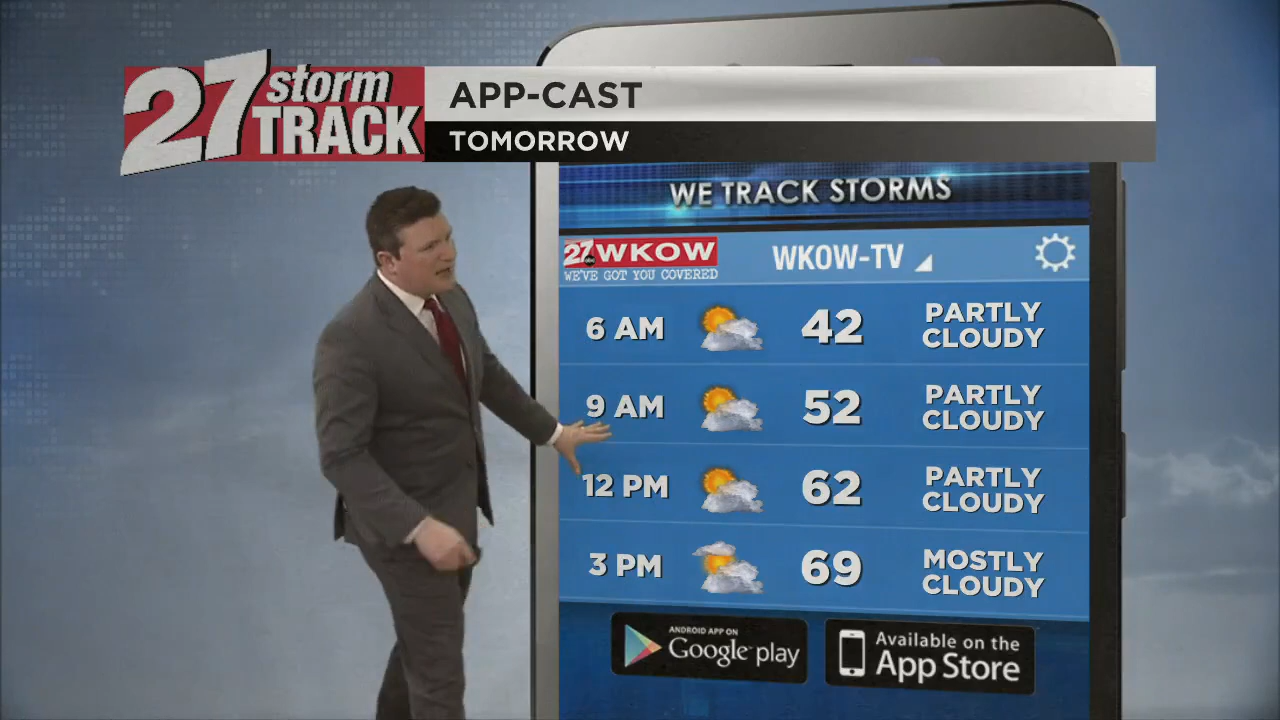 27 storm TRACK
APP-CAST
TOMORROW
WE TRACK STORMS
27 WKOW
WE'VE GOT YOU COVERED
WKOW-TV
6 AM 42 PARTLY CLOUDY
9 AM 52 PARTLY CLOUDY
12 PM 62 PARTLY CLOUDY
3 PM 69 MOSTLY CLOUDY
ANDROID APP ON
Google play
Available on the
App Store